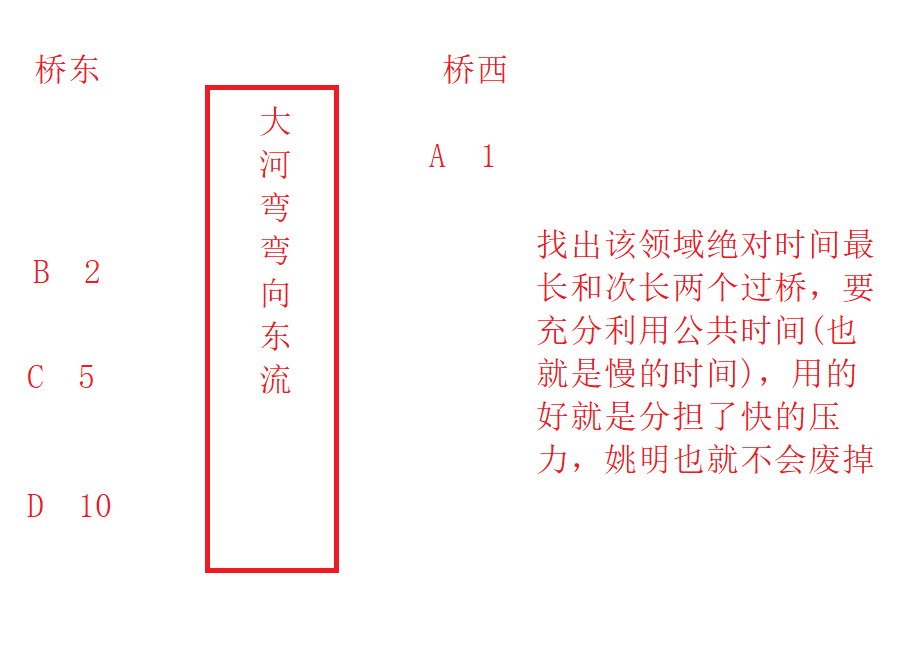 桥东
桥西
大河弯弯向东流
A 1
B 2
C 5
D 10
找出该领域绝对时间最
长和次长两个过桥，要
充分利用公共时间(也
就是慢的时间)，用的
好就是分担了快的压
力，姚明也就不会废掉